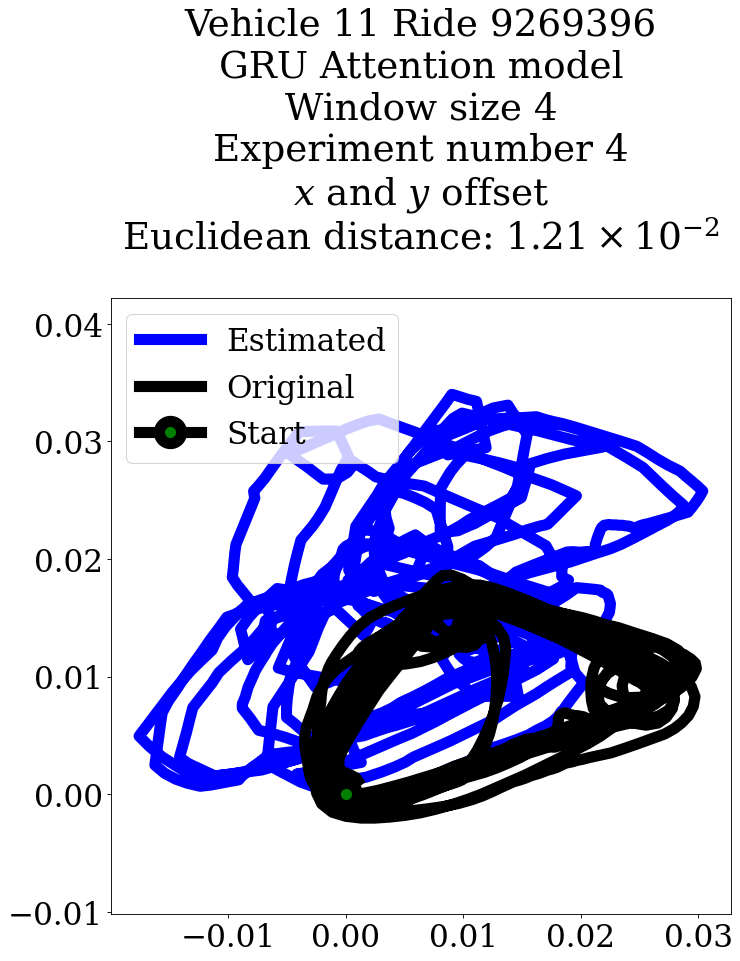 Vehicle 11 Ride 9269396
GRU Attention model
Window size 4
Experiment number 4
x and y offset
Euclidean distance: 1.21 × 10⁻²
Estimated
Original
Start
0.04
0.03
0.02
0.01
0.00
−0.01
−0.01 0.00 0.01 0.02 0.03